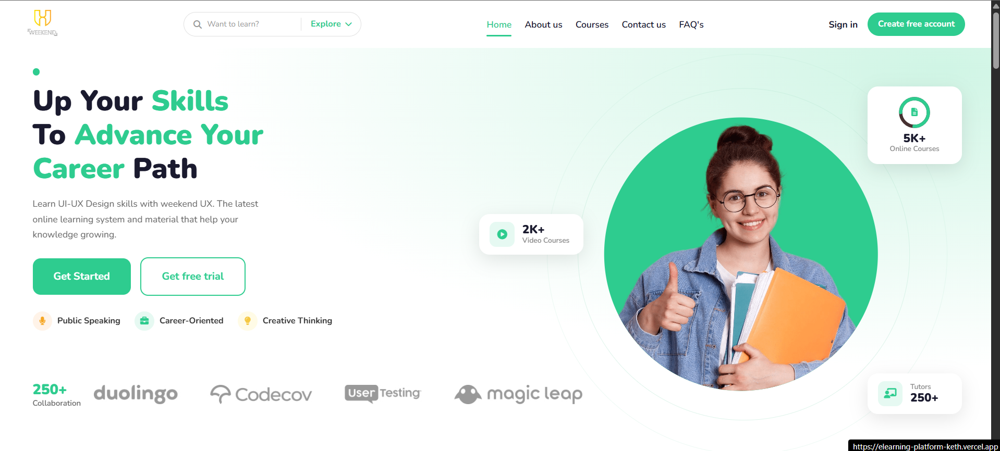 WEEKEND
Want to learn?
Explore
Home
About us
Courses
Contact us
FAQ's
Sign in
Create free account
Up Your Skills
To Advance Your
Career Path
Learn UI-UX Design skills with weekend UX. The latest
online learning system and material that help your
knowledge growing.
Get Started
Get free trial
Public Speaking
Career-Oriented
Creative Thinking
5K+
Online Courses
2K+
Video Courses
250+
Collaboration
duolingo
Codecov
UserTesting
magic leap
Tutors
250+
https://elearning-platform-keth.vercel.app